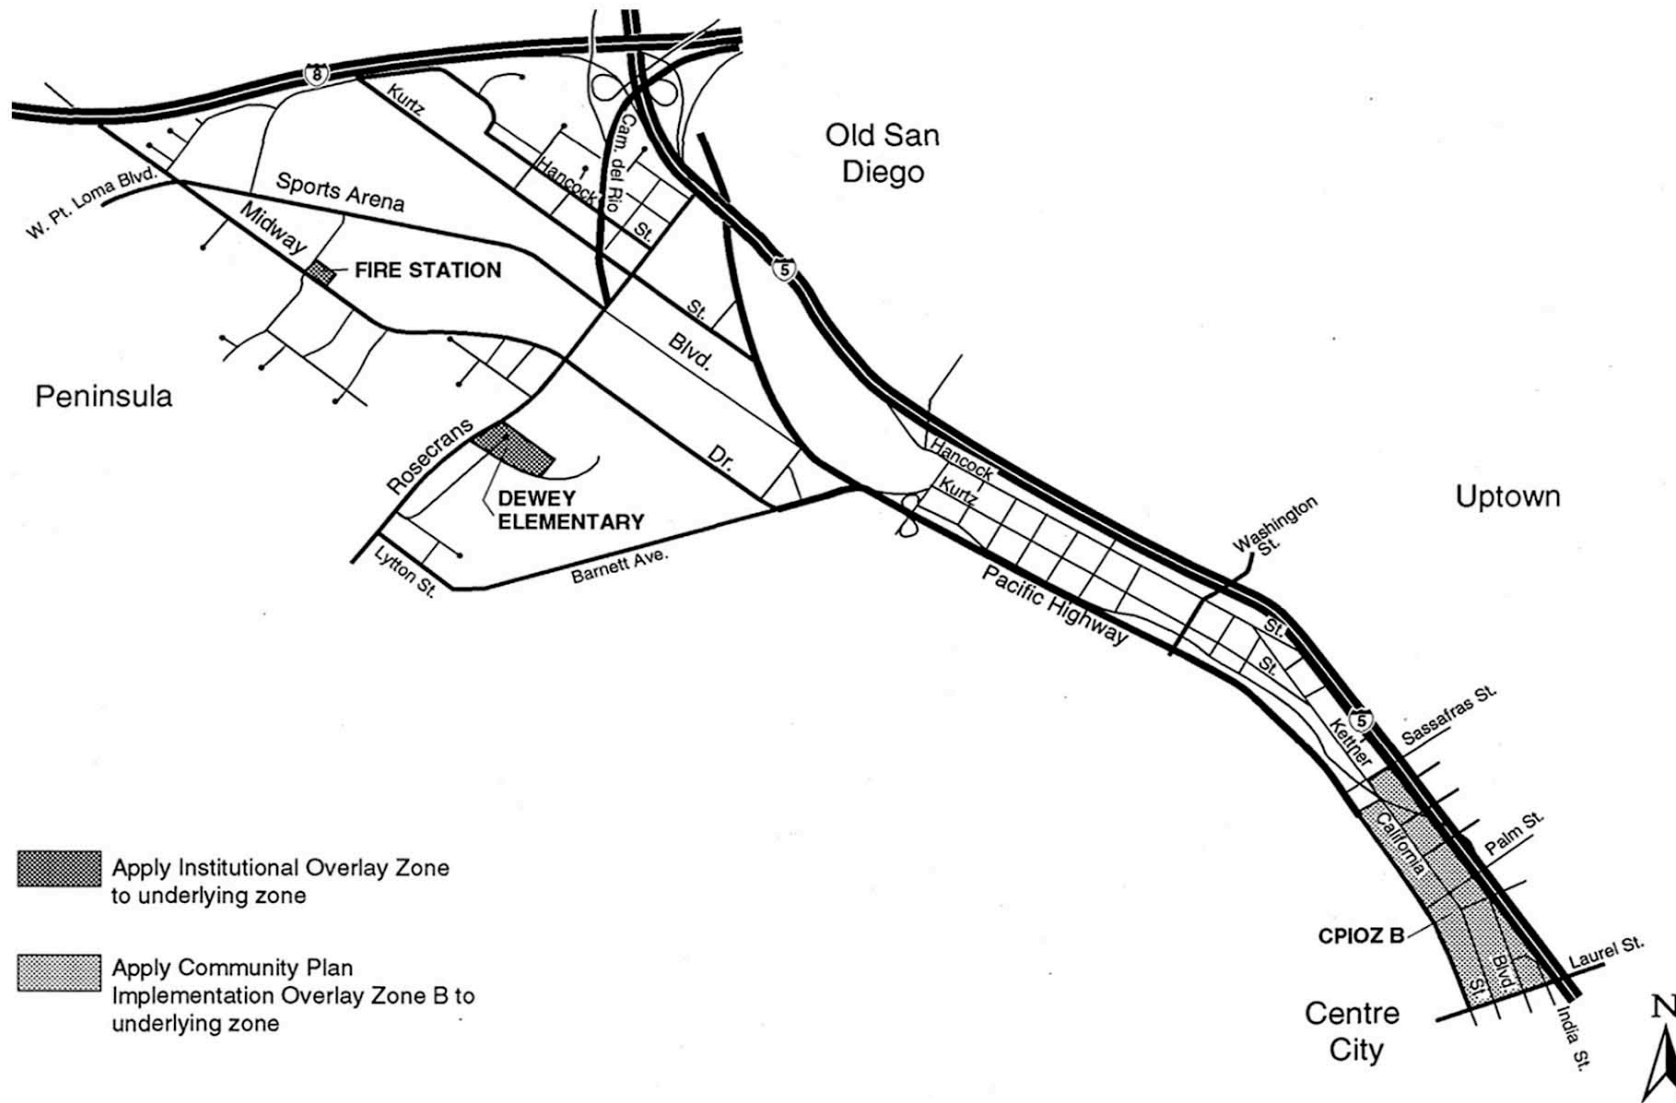 8
Kurtz
Cam. del Rio
Old San
Diego
W. Pt. Loma Blvd.
Sports Arena
Hancock
St.
Midway
FIRE STATION
5
St.
Blvd.
Peninsula
Rosecrans
Dr.
Hancock
Kurtz
DEWEY
ELEMENTARY
Uptown
Washington
St.
Lytton St.
Barnett Ave.
Pacific Highway
St.
St.
5
Kettner
Sassafras St.
California
Palm St.
Apply Institutional Overlay Zone
to underlying zone
CPIOZ B
Laurel St.
Apply Community Plan
Implementation Overlay Zone B to
underlying zone
St.
Blvd.
Centre
City
India St.
N